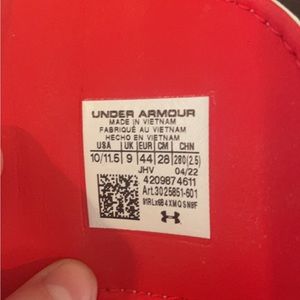 UNDER ARMOUR
MADE IN VIETNAM
FABRIQUÉ AU VIETNAM
HECHO EN VIETNAM
USA UK EUR CM CHN
10/11.5 9 44 28 280(2.5)
JHV 04/22
4209874611
Art.3025851-601